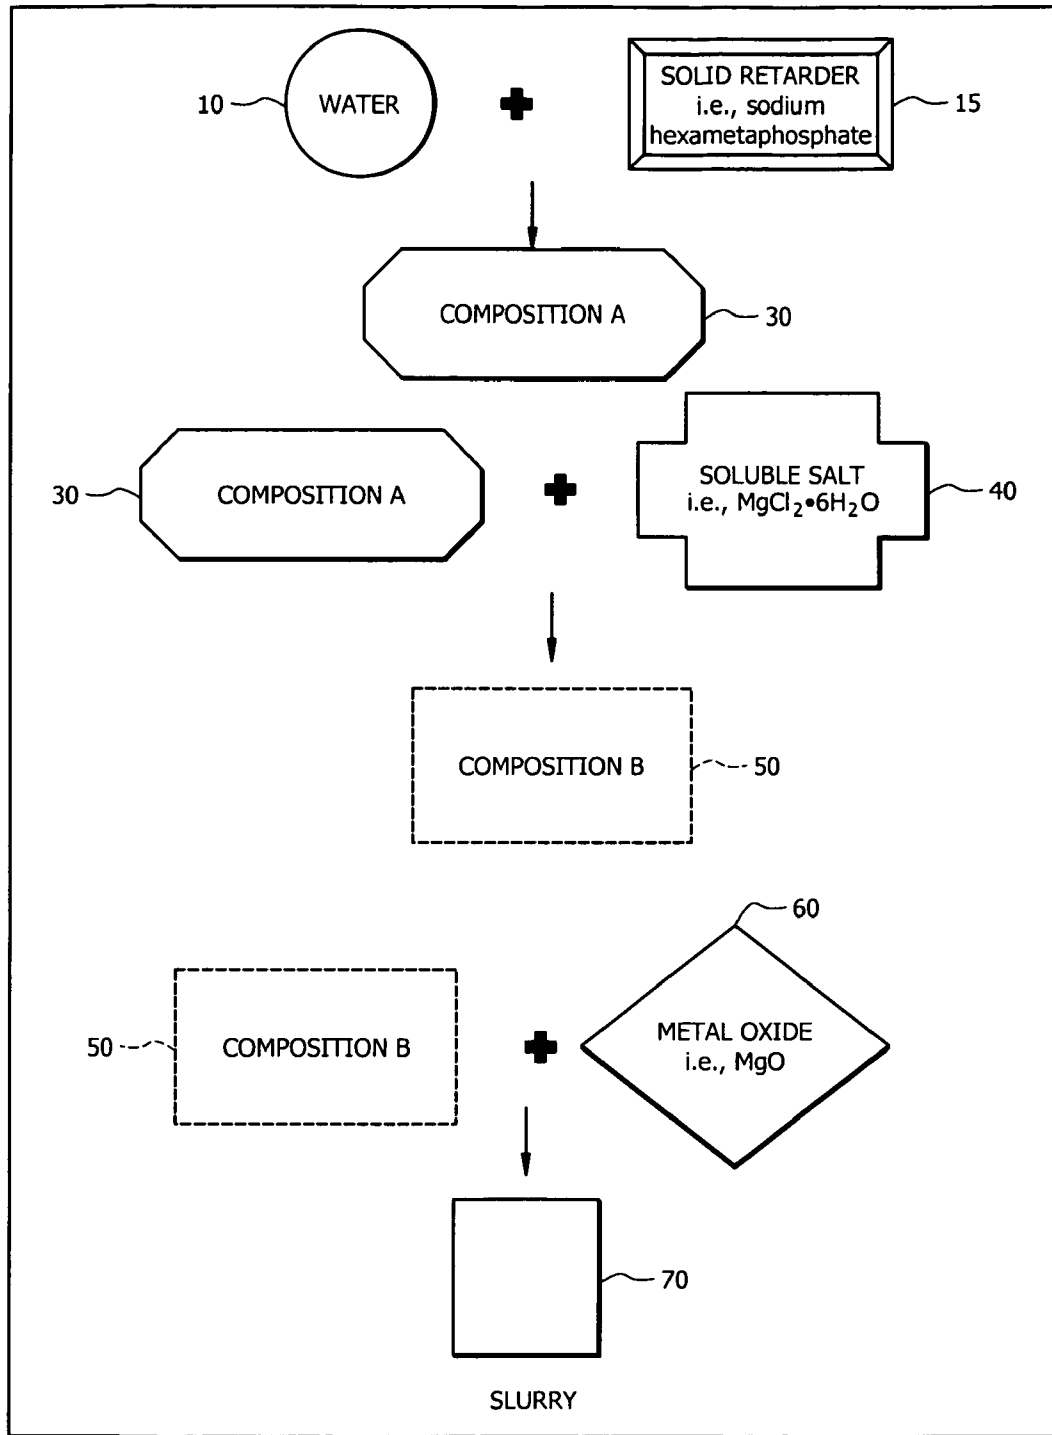 10
WATER
SOLID RETARDER
i.e., sodium
hexametaphosphate
15
COMPOSITION A
30
30
COMPOSITION A
SOLUBLE SALT
i.e., MgCl₂•6H₂O
40
COMPOSITION B
50
60
50
COMPOSITION B
METAL OXIDE
i.e., MgO
70
SLURRY